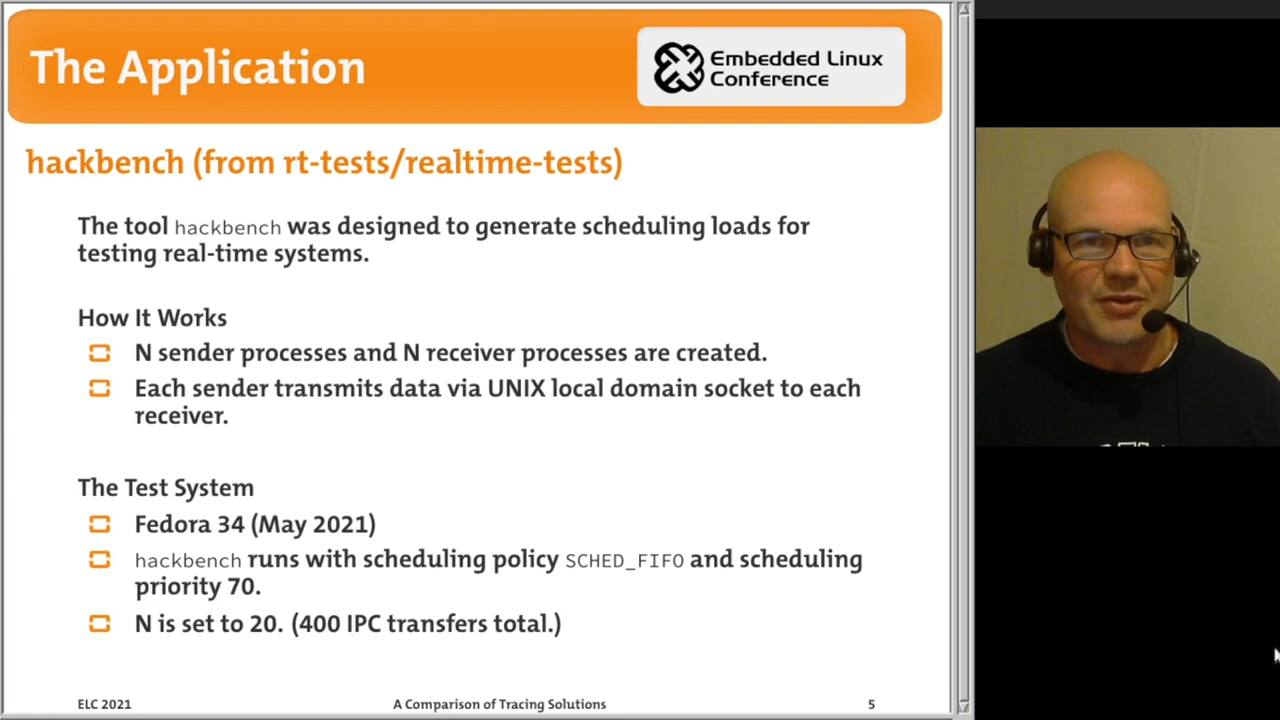 The Application
Embedded Linux
Conference
hackbench (from rt-tests/realtime-tests)
The tool hackbench was designed to generate scheduling loads for
testing real-time systems.
How It Works
N sender processes and N receiver processes are created.
Each sender transmits data via UNIX local domain socket to each
receiver.
The Test System
Fedora 34 (May 2021)
hackbench runs with scheduling policy SCHED_FIFO and scheduling
priority 70.
N is set to 20. (400 IPC transfers total.)
ELC 2021
A Comparison of Tracing Solutions
5